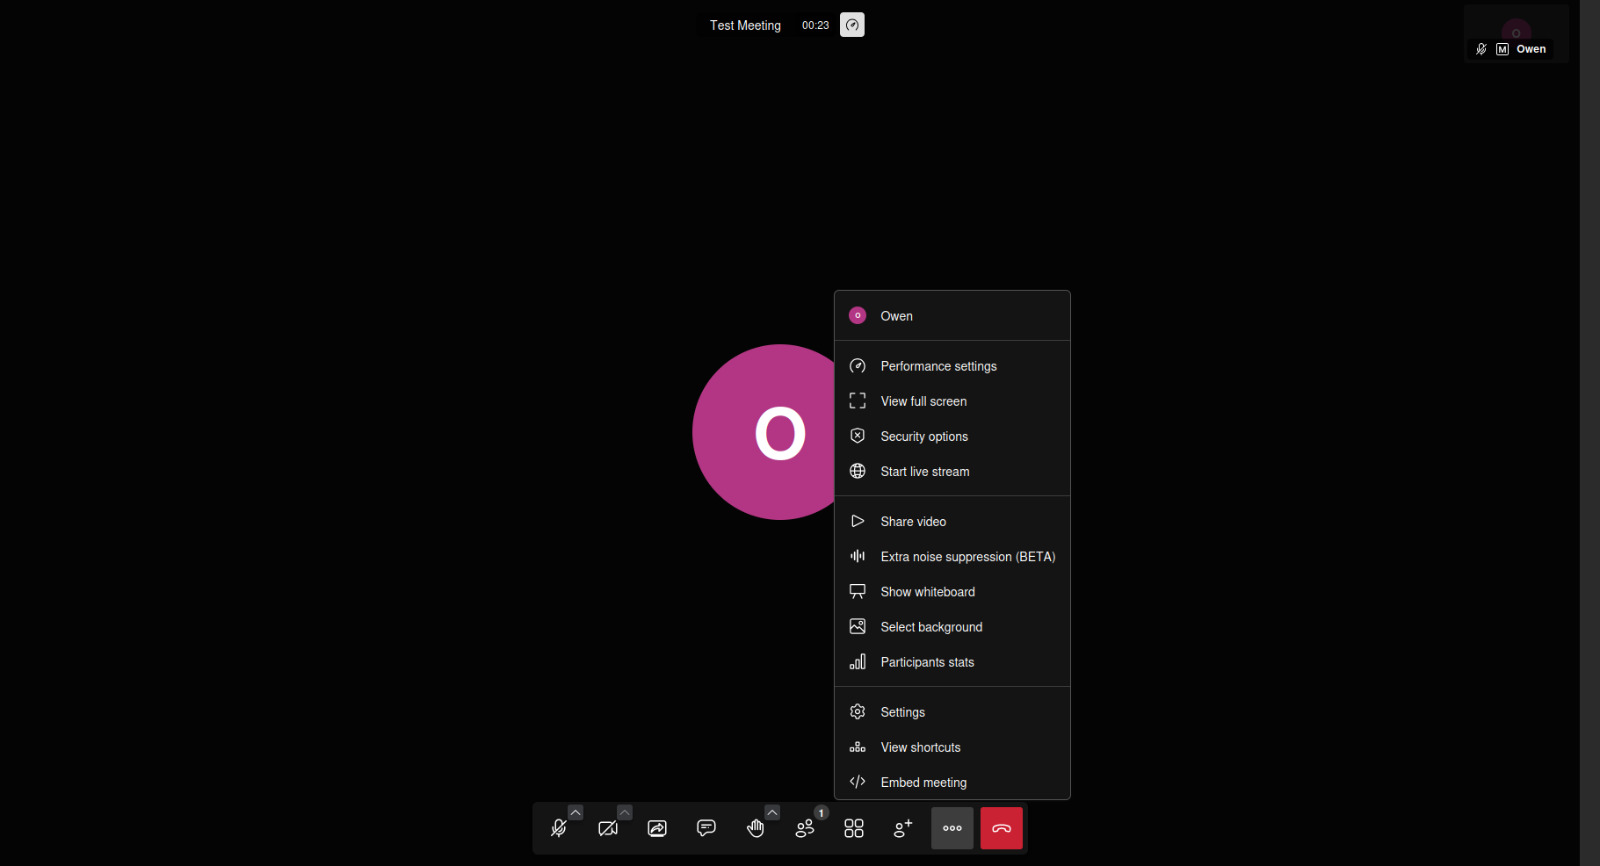 Test Meeting 00:23
O
M Owen
O Owen
Performance settings
View full screen
Security options
Start live stream
O
Share video
Extra noise suppression (BETA)
Show whiteboard
Select background
Participants stats
Settings
View shortcuts
Embed meeting
1